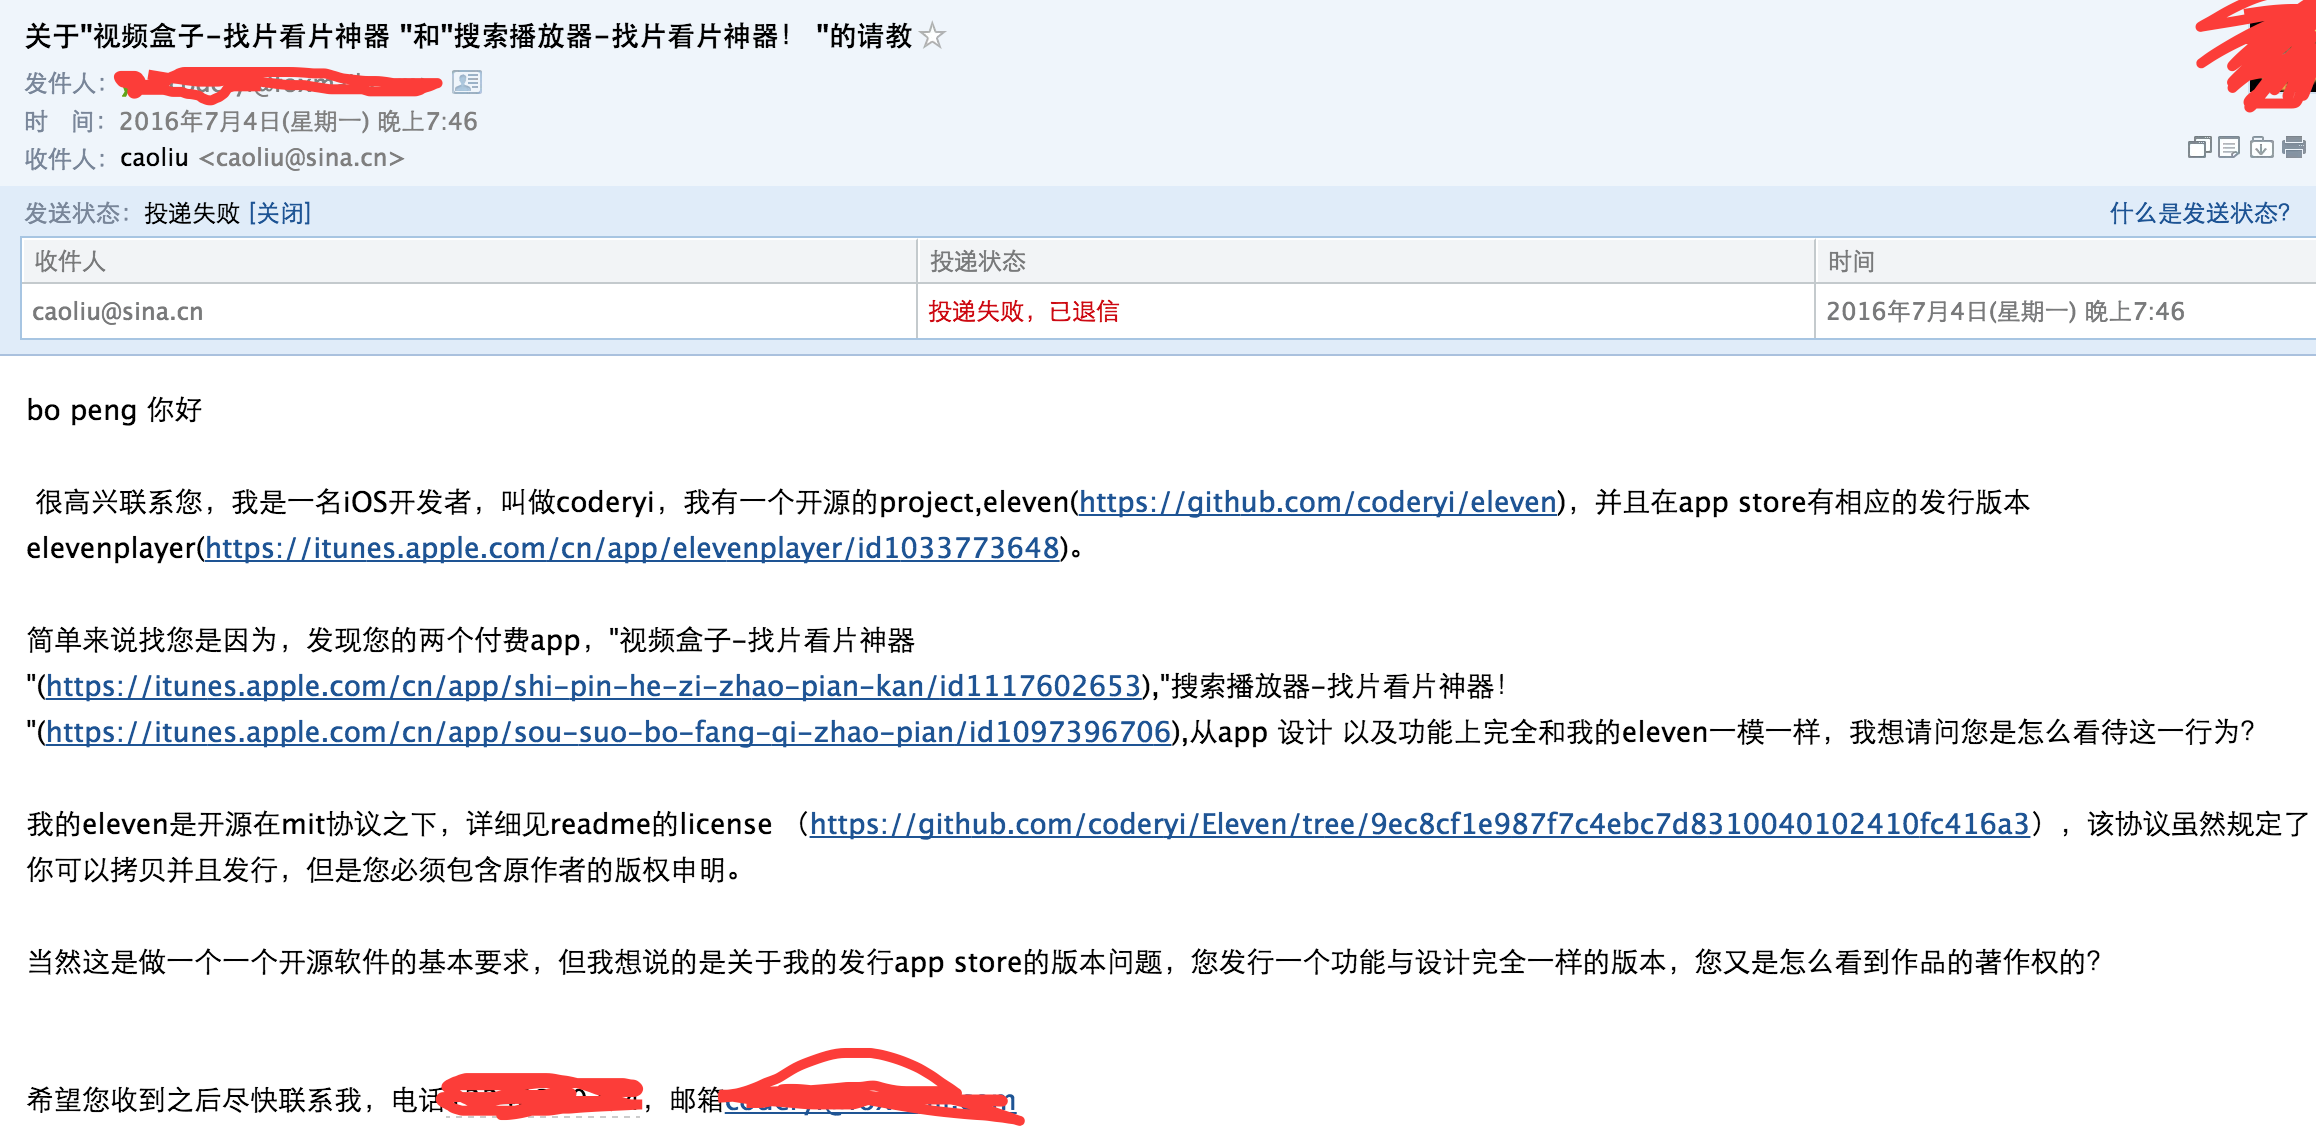 关于"视频盒子-找片看片神器 "和"搜索播放器-找片看片神器！ "的请教
发件人：
时 间：2016年7月4日(星期一) 晚上7:46
收件人：caoliu <caoliu@sina.cn>
发送状态：投递失败 [关闭] 什么是发送状态?
收件人 投递状态 时间
caoliu@sina.cn 投递失败，已退信 2016年7月4日(星期一) 晚上7:46
bo peng 你好
很高兴联系您，我是一名iOS开发者，叫做coderyi，我有一个开源的project,eleven(https://github.com/coderyi/eleven)，并且在app store有相应的发行版本
elevenplayer(https://itunes.apple.com/cn/app/elevenplayer/id1033773648)。
简单来说找您是因为，发现您的两个付费app，"视频盒子-找片看片神器
"(https://itunes.apple.com/cn/app/shi-pin-he-zi-zhao-pian-kan/id1117602653),"搜索播放器-找片看片神器！
"(https://itunes.apple.com/cn/app/sou-suo-bo-fang-qi-zhao-pian/id1097396706),从app 设计 以及功能上完全和我的eleven一模一样，我想请问您是怎么看待这一行为？
我的eleven是开源在mit协议之下，详细见readme的license （https://github.com/coderyi/Eleven/tree/9ec8cf1e987f7c4ebc7d8310040102410fc416a3），该协议虽然规定了
你可以拷贝并且发行，但是您必须包含原作者的版权申明。
当然这是做一个一个开源软件的基本要求，但我想说的是关于我的发行app store的版本问题，您发行一个功能与设计完全一样的版本，您又是怎么看到作品的著作权的？
希望您收到之后尽快联系我，电话 ，邮箱